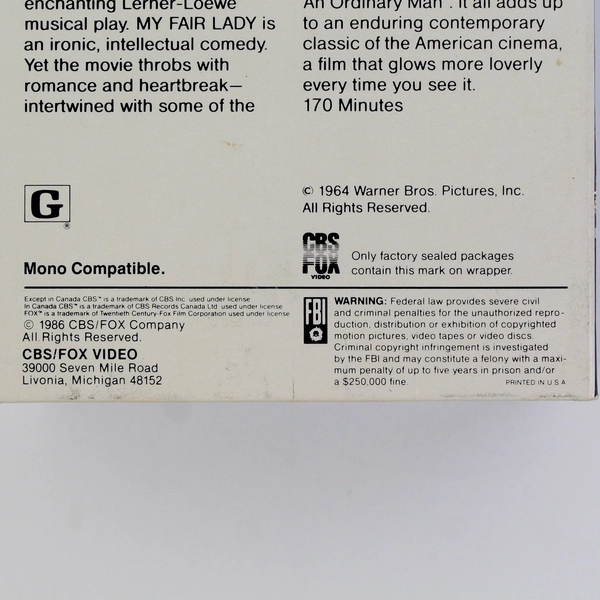 enchanting Lerner-Loewe
musical play. MY FAIR LADY is
an ironic, intellectual comedy.
Yet the movie throbs with
romance and heartbreak—
intertwined with some of the
An Ordinary Man". It all adds up
to an enduring contemporary
classic of the American cinema,
a film that glows more loverly
every time you see it.
170 Minutes
G
®
Mono Compatible.
© 1964 Warner Bros. Pictures, Inc.
All Rights Reserved.
CBS
FOX
VIDEO
Only factory sealed packages
contain this mark on wrapper.
Except in Canada CBS™ is a trademark of CBS Inc. used under license
In Canada CBS™ is a trademark of CBS Records Canada Ltd. used under license
FOX™ is a trademark of Twentieth Century-Fox Film Corporation used under license
© 1986 CBS/FOX Company
All Rights Reserved.
CBS/FOX VIDEO
39000 Seven Mile Road
Livonia, Michigan 48152
FBI
WARNING: Federal law provides severe civil
and criminal penalties for the unauthorized repro-
duction, distribution or exhibition of copyrighted
motion pictures, video tapes or video discs.
Criminal copyright infringement is investigated
by the FBI and may constitute a felony with a maxi-
mum penalty of up to five years in prison and/or
a $250,000 fine.
PRINTED IN U.S.A.